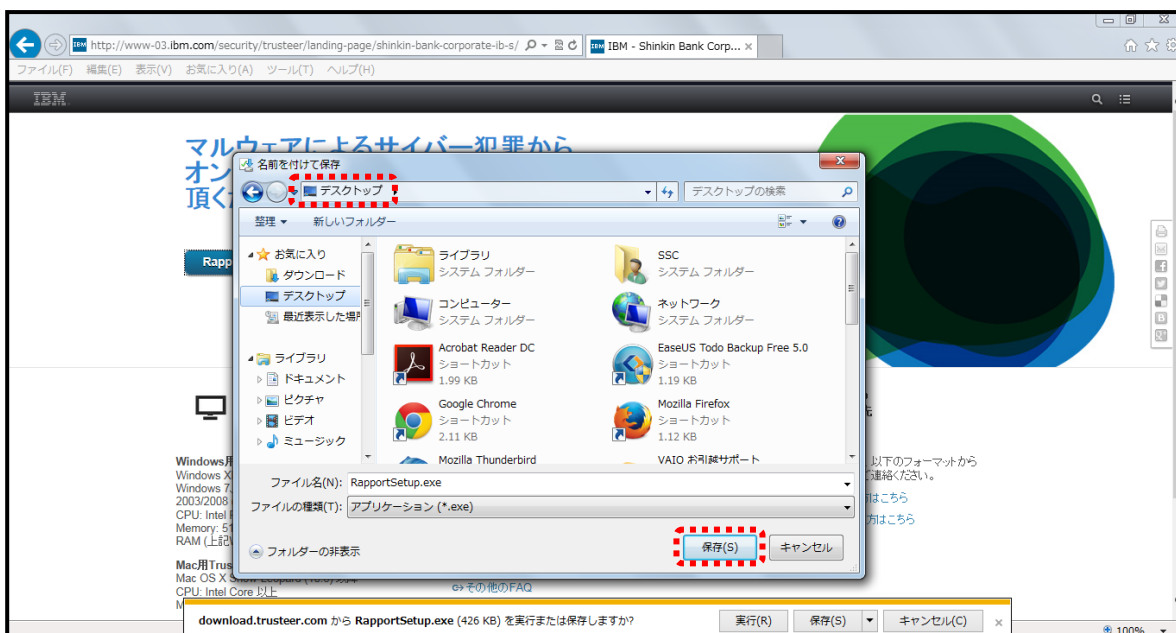 http://www-03.ibm.com/security/trusteer/landing-page/shinkin-bank-corporate-ib-s/
IBM - Shinkin Bank Corp...
ファイル(F) 編集(E) 表示(V) お気に入り(A) ツール(T) ヘルプ(H)
IBM
マルウェアによるサイバー犯罪から
オン
頂く
Rapp
名前を付けて保存
デスクトップ
デスクトップの検索
整理 新しいフォルダー
お気に入り
ダウンロード
デスクトップ
最近表示した場所
ライブラリ
ドキュメント
ピクチャ
ビデオ
ミュージック
ライブラリ
システム フォルダー
SSC
システム フォルダー
コンピューター
システム フォルダー
ネットワーク
システム フォルダー
Acrobat Reader DC
ショートカット
1.99 KB
EaseUS Todo Backup Free 5.0
ショートカット
1.19 KB
Google Chrome
ショートカット
2.11 KB
Mozilla Firefox
ショートカット
1.12 KB
Mozilla Thunderbird
VAIO お引越サポート
ファイル名(N): RapportSetup.exe
ファイルの種類(T): アプリケーション (*.exe)
フォルダーの非表示
保存(S) キャンセル
Windows用
Windows X
Windows 7,
2003/2008
CPU: Intel
Memory: 51
RAM (上記
Mac用Trus
Mac OS X Snow Leopard
CPU: Intel Core 以上
以下のフォーマットから
ご連絡ください。
方はこちら
方はこちら
その他のFAQ
download.trusteer.com から RapportSetup.exe (426 KB) を実行または保存しますか?
実行(R) 保存(S) キャンセル(C)
100%